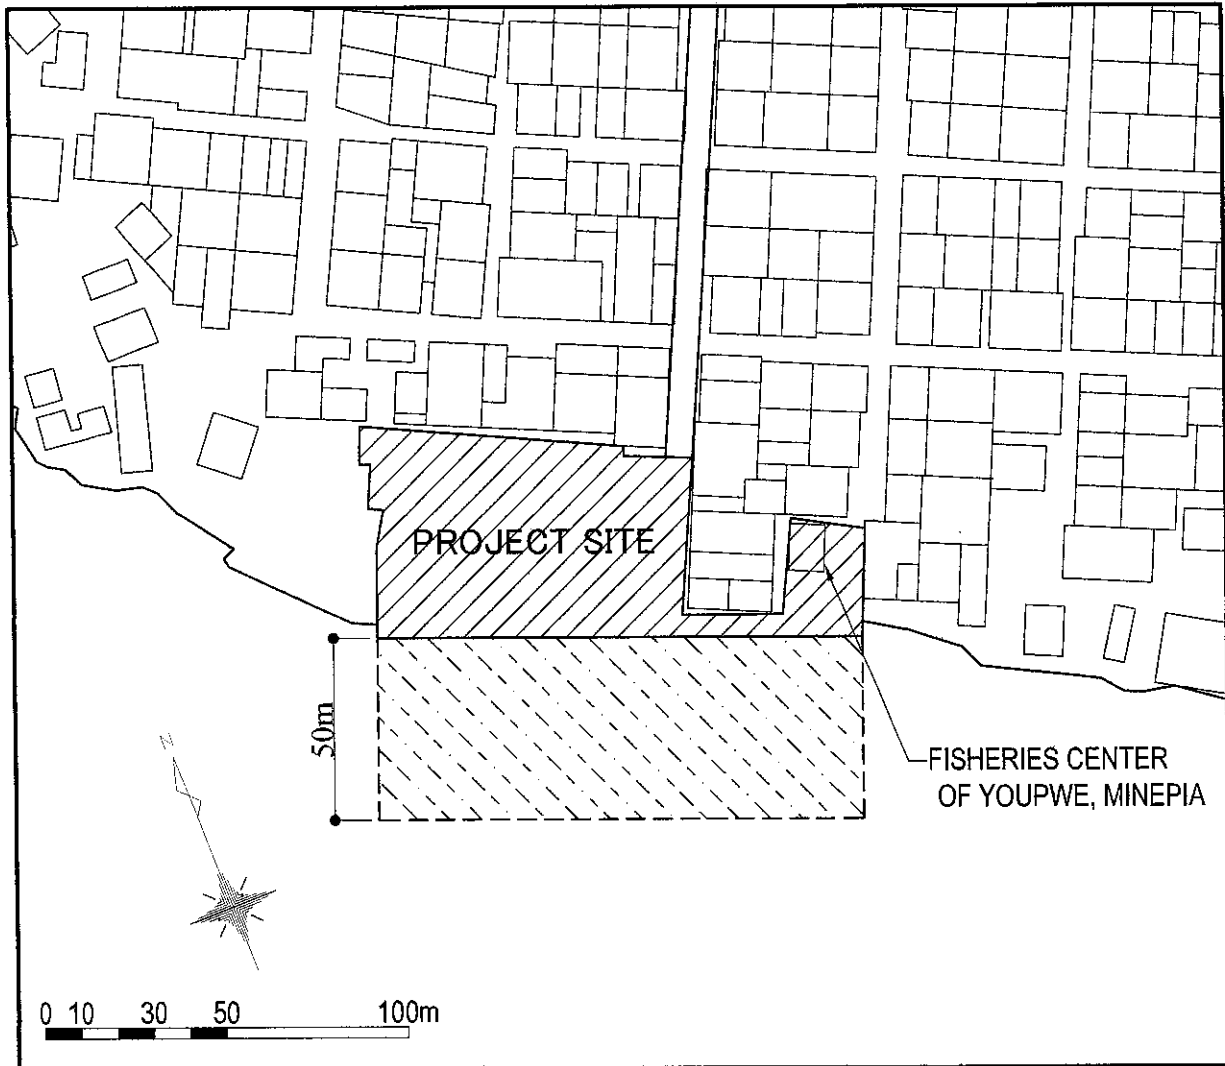 PROJECT SITE
50m
FISHERIES CENTER
OF YOUPWE, MINEPIA
N
0 10 30 50 100m